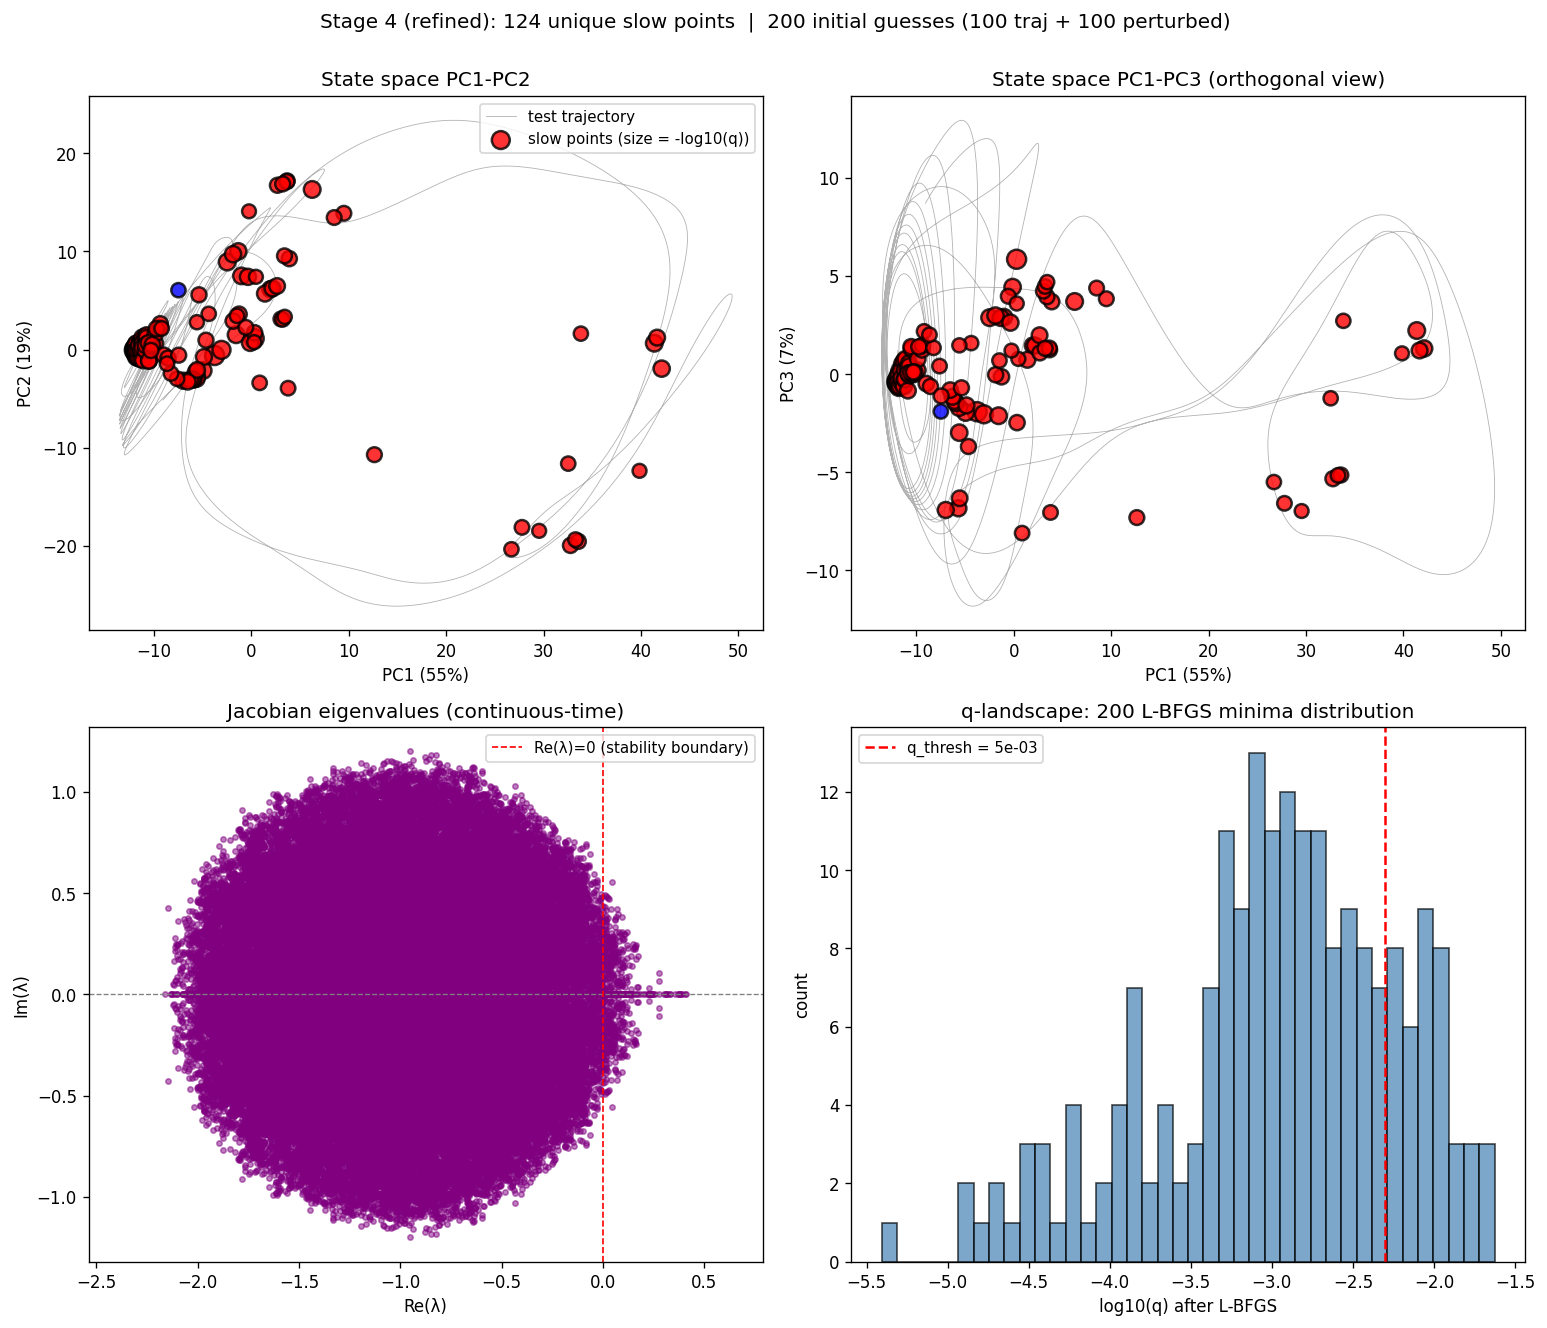 Stage 4 (refined): 124 unique slow points | 200 initial guesses (100 traj + 100 perturbed)
State space PC1-PC2
test trajectory
slow points (size = -log10(q))
20
10
0
−10
−20
PC2 (19%)
−10 0 10 20 30 40 50
PC1 (55%)
State space PC1-PC3 (orthogonal view)
10
5
0
−5
−10
PC3 (7%)
−10 0 10 20 30 40 50
PC1 (55%)
Jacobian eigenvalues (continuous-time)
Re(λ)=0 (stability boundary)
1.0
0.5
0.0
−0.5
−1.0
Im(λ)
−2.5 −2.0 −1.5 −1.0 −0.5 0.0 0.5
Re(λ)
q-landscape: 200 L-BFGS minima distribution
q_thresh = 5e-03
12
10
8
6
4
2
0
count
−5.5 −5.0 −4.5 −4.0 −3.5 −3.0 −2.5 −2.0 −1.5
log10(q) after L-BFGS